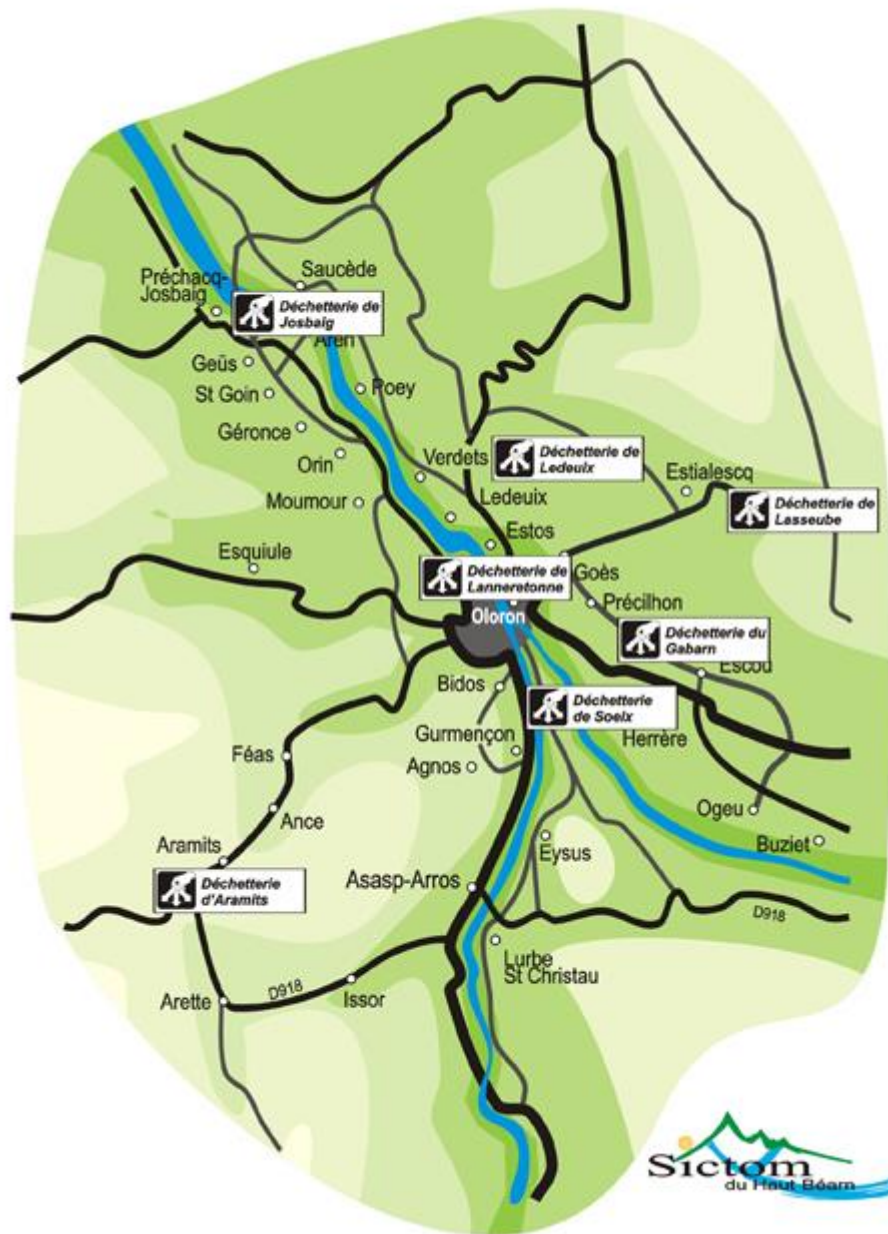 Préchacq-
Josbaig
Saucède
Déchetterie de
Josbaig
Aren
Geüs
St Goin
Poey
Géronce
Orin
Verdets
Déchetterie de
Ledeuix
Estialescq
Moumour
Ledeuix
Déchetterie de
Lasseube
Estos
Esquiule
Déchetterie de
Lanneretonne
Goès
Précilhon
Oloron
Déchetterie du
Gabarn
Escou
Bidos
Déchetterie
de Soeix
Gurmençon
Herrère
Féas
Agnos
Ance
Ogeu
Aramits
Eysus
Buziet
Déchetterie
d'Aramits
Asasp-Arros
D918
Lurbe
St Christau
Arette
D918
Issor
Sictom
du Haut Béarn